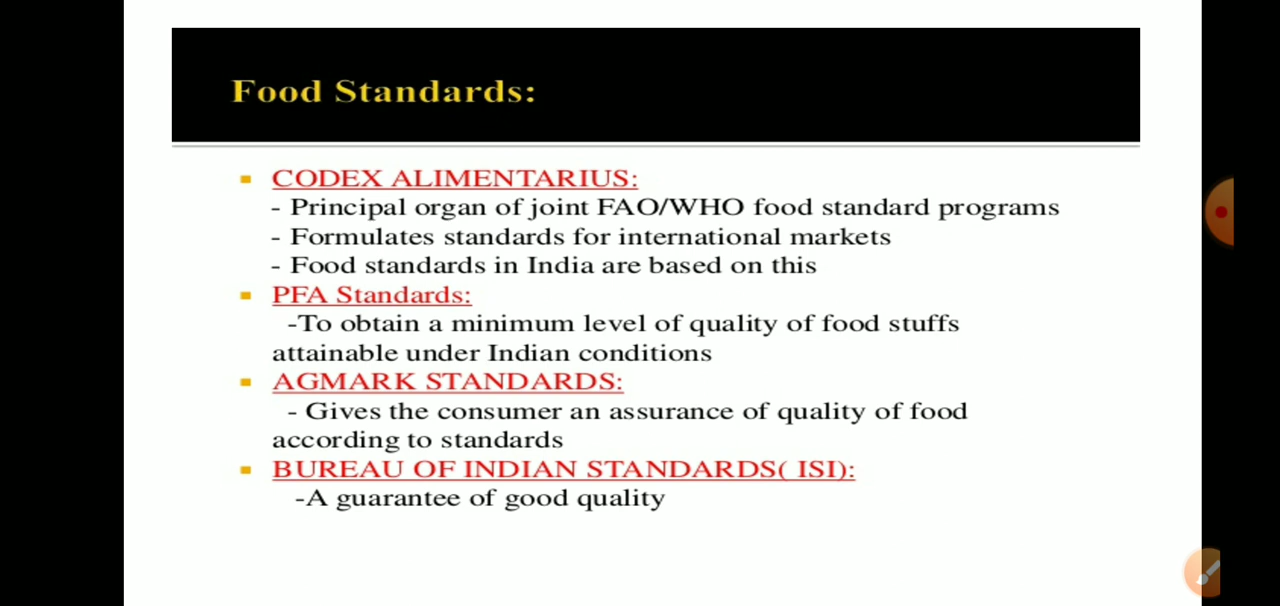 Food Standards:
CODEX ALIMENTARIUS:
- Principal organ of joint FAO/WHO food standard programs
- Formulates standards for international markets
- Food standards in India are based on this
PFA Standards:
-To obtain a minimum level of quality of food stuffs
attainable under Indian conditions
AGMARK STANDARDS:
- Gives the consumer an assurance of quality of food
according to standards
BUREAU OF INDIAN STANDARDS( ISI):
-A guarantee of good quality